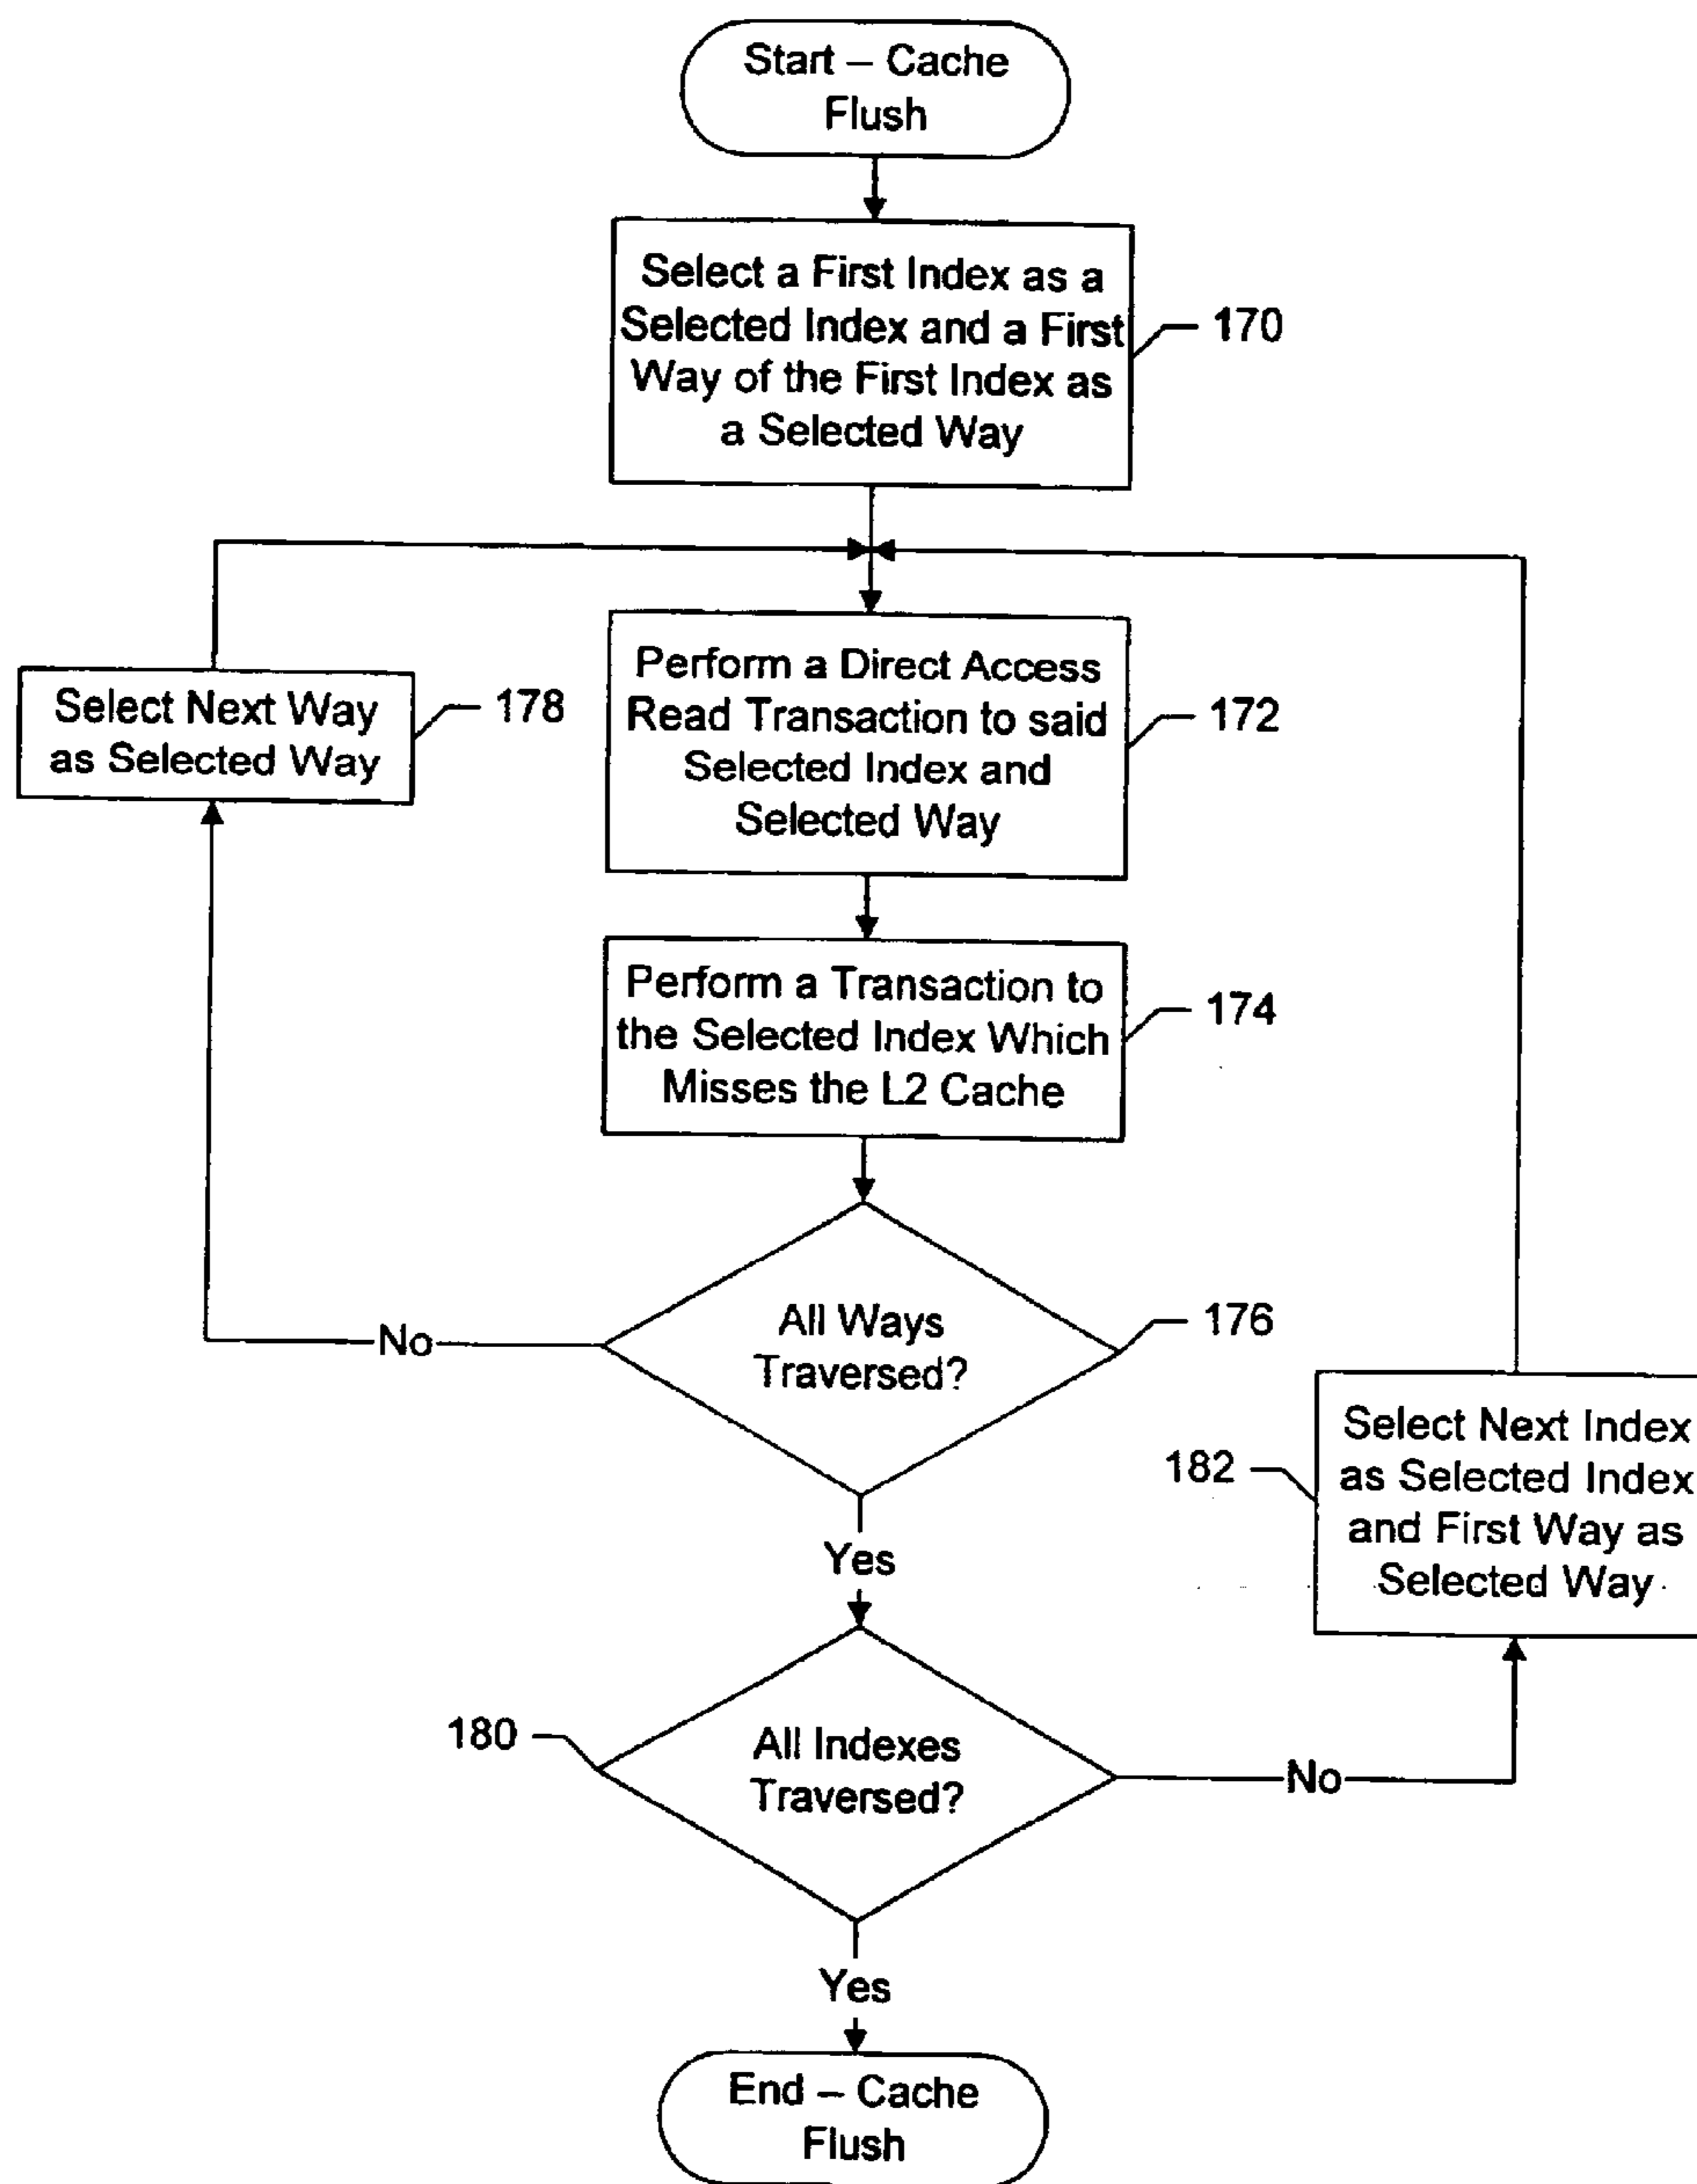 Start – Cache
Flush
Select a First Index as a
Selected Index and a First
Way of the First Index as
a Selected Way
170
Select Next Way
as Selected Way
178
Perform a Direct Access
Read Transaction to said
Selected Index and
Selected Way
172
Perform a Transaction to
the Selected Index Which
Misses the L2 Cache
174
All Ways
Traversed?
176
No
Yes
Select Next Index
as Selected Index
and First Way as
Selected Way
182
All Indexes
Traversed?
180
No
Yes
End – Cache
Flush